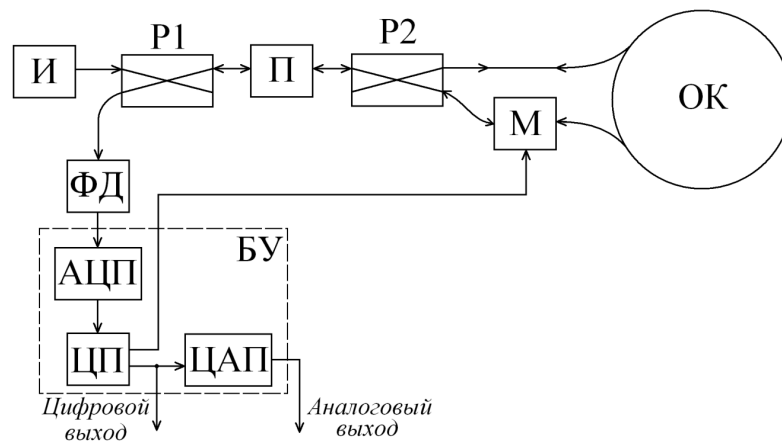 Р1
Р2
И
П
ОК
М
ФД
БУ
АЦП
ЦП
ЦАП
Цифровой
выход
Аналоговый
выход